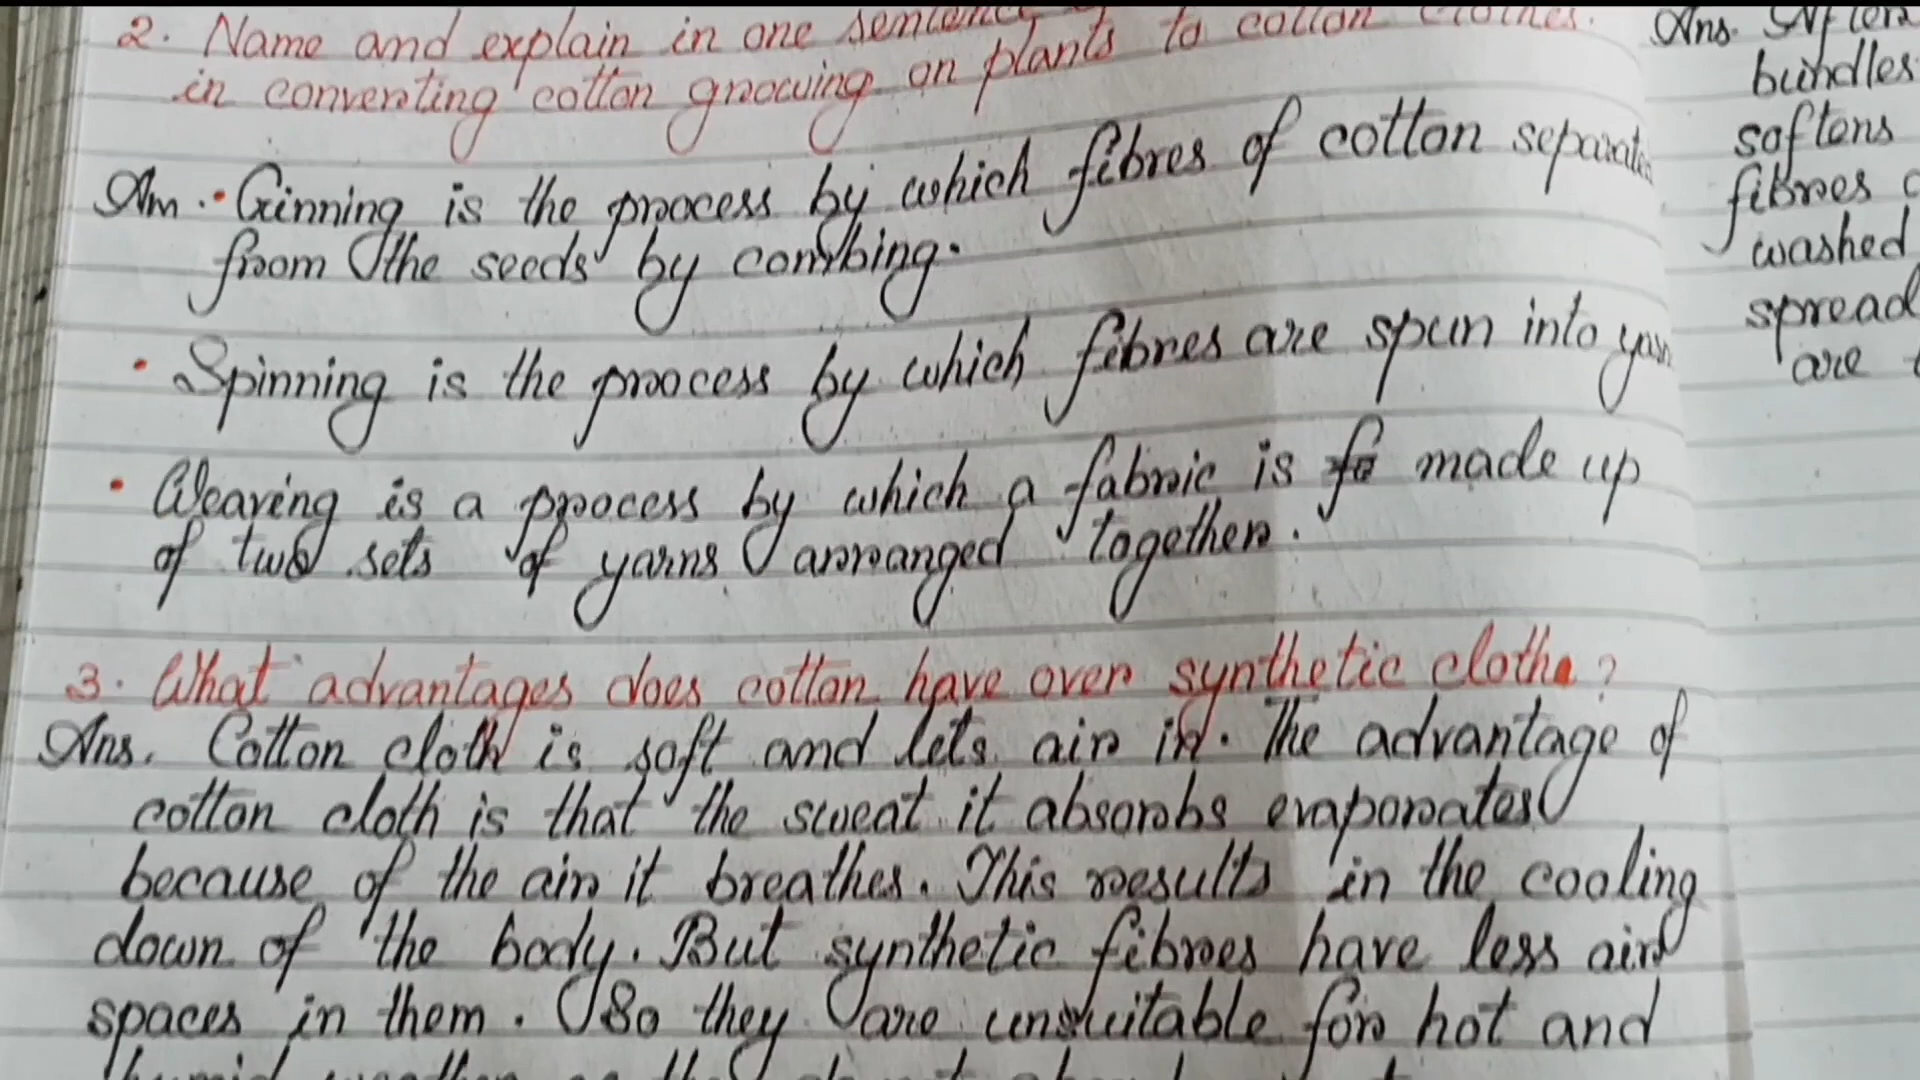 2. Name and explain in one sentence
in converting cotton growing on plants to cotton clothes.
Ans. • Ginning is the process by which fibres of cotton separate
from the seeds by combing.
• Spinning is the process by which fibres are spun into yarn
• Weaving is a process by which a fabric is made up
of two sets of yarns arranged together.
3. What advantages does cotton have over synthetic cloth?
Ans. Cotton cloth is soft and lets air in. The advantage of
cotton cloth is that the sweat it absorbs evaporates
because of the air it breathes. This results in the cooling
down of the body. But synthetic fibres have less air
spaces in them. So they are unsuitable for hot and
Ans.
bundles
softens
fibres
washed
spread
are